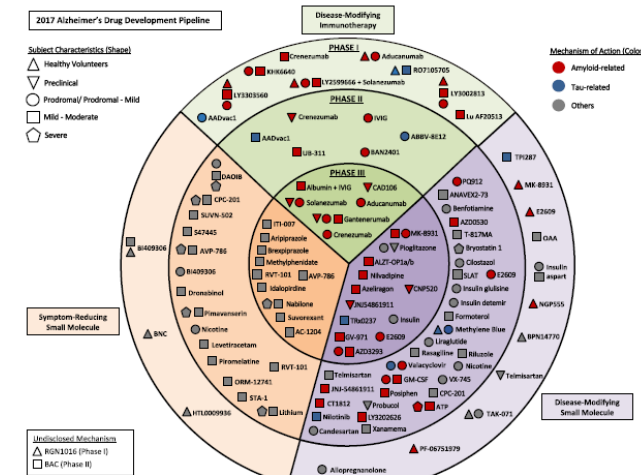 2017 Alzheimer's Drug Development Pipeline
Subject Characteristics (Shape)
Healthy Volunteers
Preclinical
Prodromal/ Prodromal - Mild
Mild - Moderate
Severe
Disease-Modifying
Immunotherapy
Mechanism of Action (Color
Amyloid-related
Tau-related
Others
PHASE I
Crenezumab
Aducanumab
KHK6640
RO7105705
LY2599666 + Solanezumab
LY3303560
LY3002813
AADvac1
Lu AF20513
PHASE II
Crenezumab
IVIG
AADvac1
ABBV-8E12
UB-311
BAN2401
PHASE III
Albumin + IVIG
CAD106
Solanezumab
Aducanumab
Gantenerumab
Crenezumab
DAOIB
CPC-201
SUVN-502
S47445
AVP-786
BI409306
BI409306
Dronabinol
Pimavanserin
Nicotine
Levetiracetam
Piromelatine
RVT-101
ORM-12741
STA-1
Lithium
BNC
HTL0009936
ITI-007
Aripiprazole
Brexpiprazole
Methylphenidate
RVT-101
AVP-786
Idalopirdine
Nabilone
Suvorexant
AC-1204
MK-8931
Pioglitazone
ALZT-OP1a/b
Nilvadipine
Azeliragon
CNP520
JNJ54861911
TRx0237
Insulin
GV-971
E2609
AZD3293
PQ912
ANAVEX2-73
Benfotiamine
AZD0530
T-817MA
Bryostatin 1
Cilostazol
SLAT
E2609
Insulin glulisine
Insulin detemir
Formoterol
Methylene Blue
Liraglutide
Rasagiline
Riluzole
Valacyclovir
Nicotine
Telmisartan
GM-CSF
VX-745
JNJ-54861911
Posiphen
CPC-201
CT1812
Probucol
ATP
Nilotinib
LY3202626
Candesartan
Xanamema
TPI287
MK-8931
E2609
GAA
Insulin
aspart
NGP555
BPN14770
Telmisartan
TAK-071
PF-06751979
Allopregnanolone
Symptom-Reducing
Small Molecule
Disease-Modifying
Small Molecule
Undisclosed Mechanism
RGN1016 (Phase I)
BAC (Phase II)